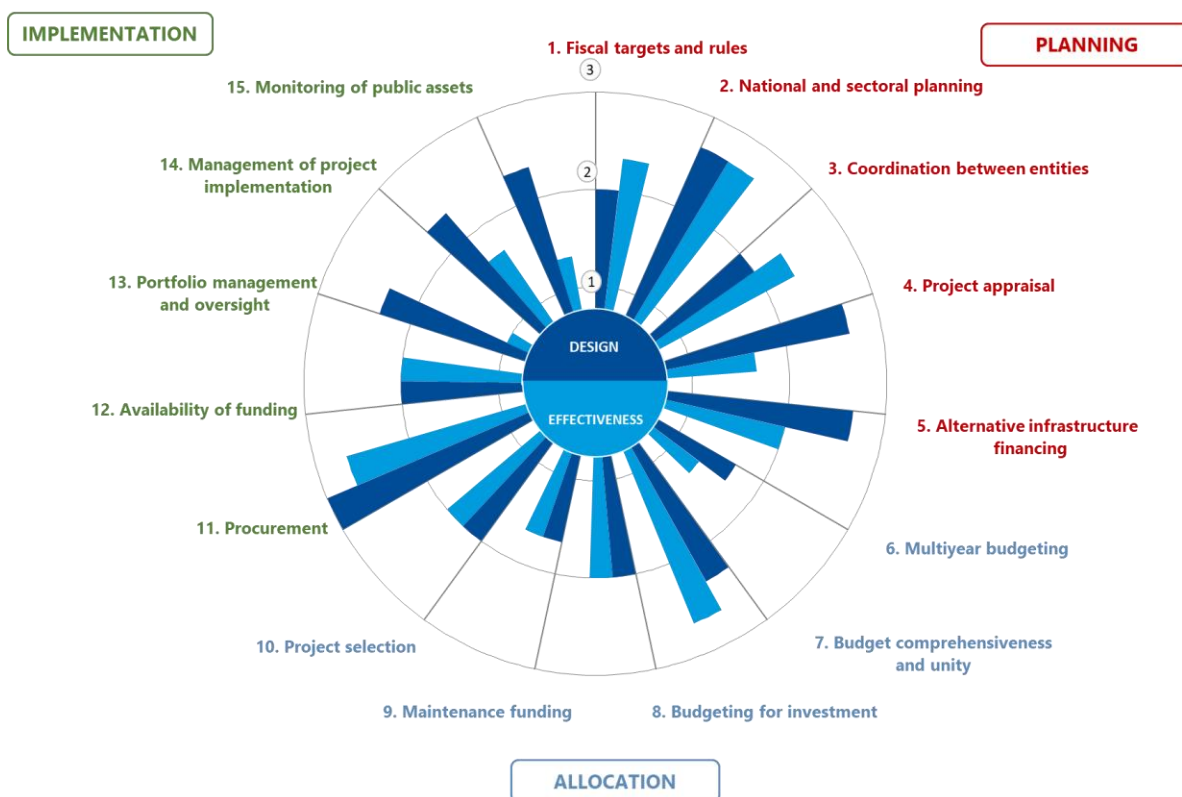 IMPLEMENTATION
PLANNING
1. Fiscal targets and rules
3
2. National and sectoral planning
15. Monitoring of public assets
14. Management of project
implementation
2
3. Coordination between entities
13. Portfolio management
and oversight
1
4. Project appraisal
DESIGN
EFFECTIVENESS
12. Availability of funding
5. Alternative infrastructure
financing
11. Procurement
6. Multiyear budgeting
10. Project selection
7. Budget comprehensiveness
and unity
9. Maintenance funding
8. Budgeting for investment
ALLOCATION